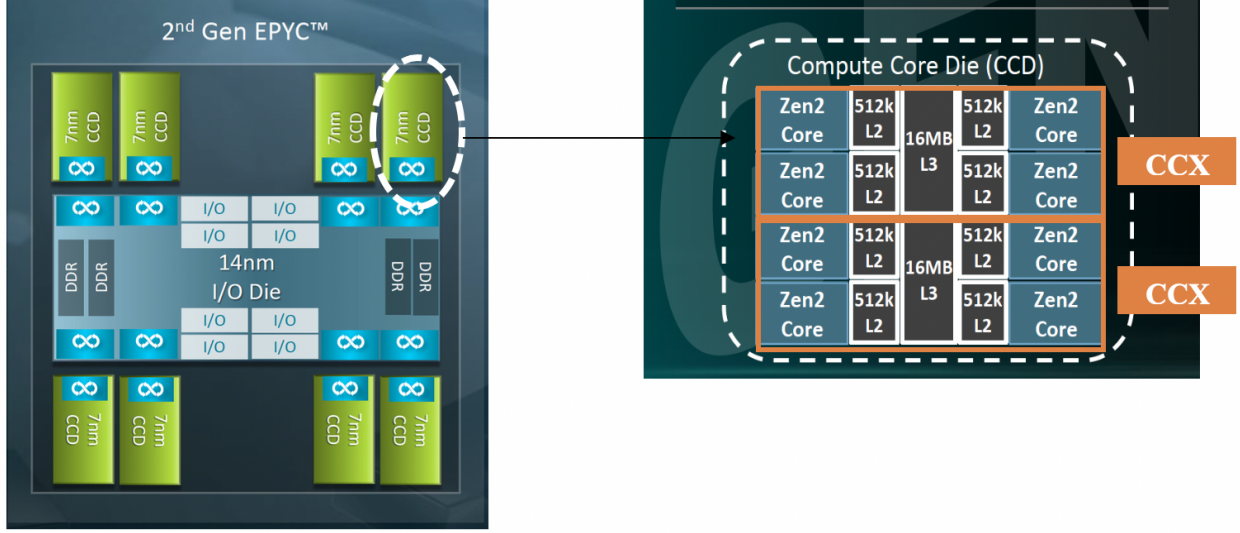 2nd Gen EPYC™
7nm
CCD
7nm
CCD
7nm
CCD
7nm
CCD
I/O
I/O
I/O
I/O
DDR
DDR
14nm
I/O Die
DDR
DDR
I/O
I/O
I/O
I/O
7nm
CCD
7nm
CCD
7nm
CCD
7nm
CCD
Compute Core Die (CCD)
Zen2
Core
512k
L2
16MB
L3
512k
L2
Zen2
Core
Zen2
Core
512k
L2
512k
L2
Zen2
Core
CCX
Zen2
Core
512k
L2
16MB
L3
512k
L2
Zen2
Core
Zen2
Core
512k
L2
512k
L2
Zen2
Core
CCX